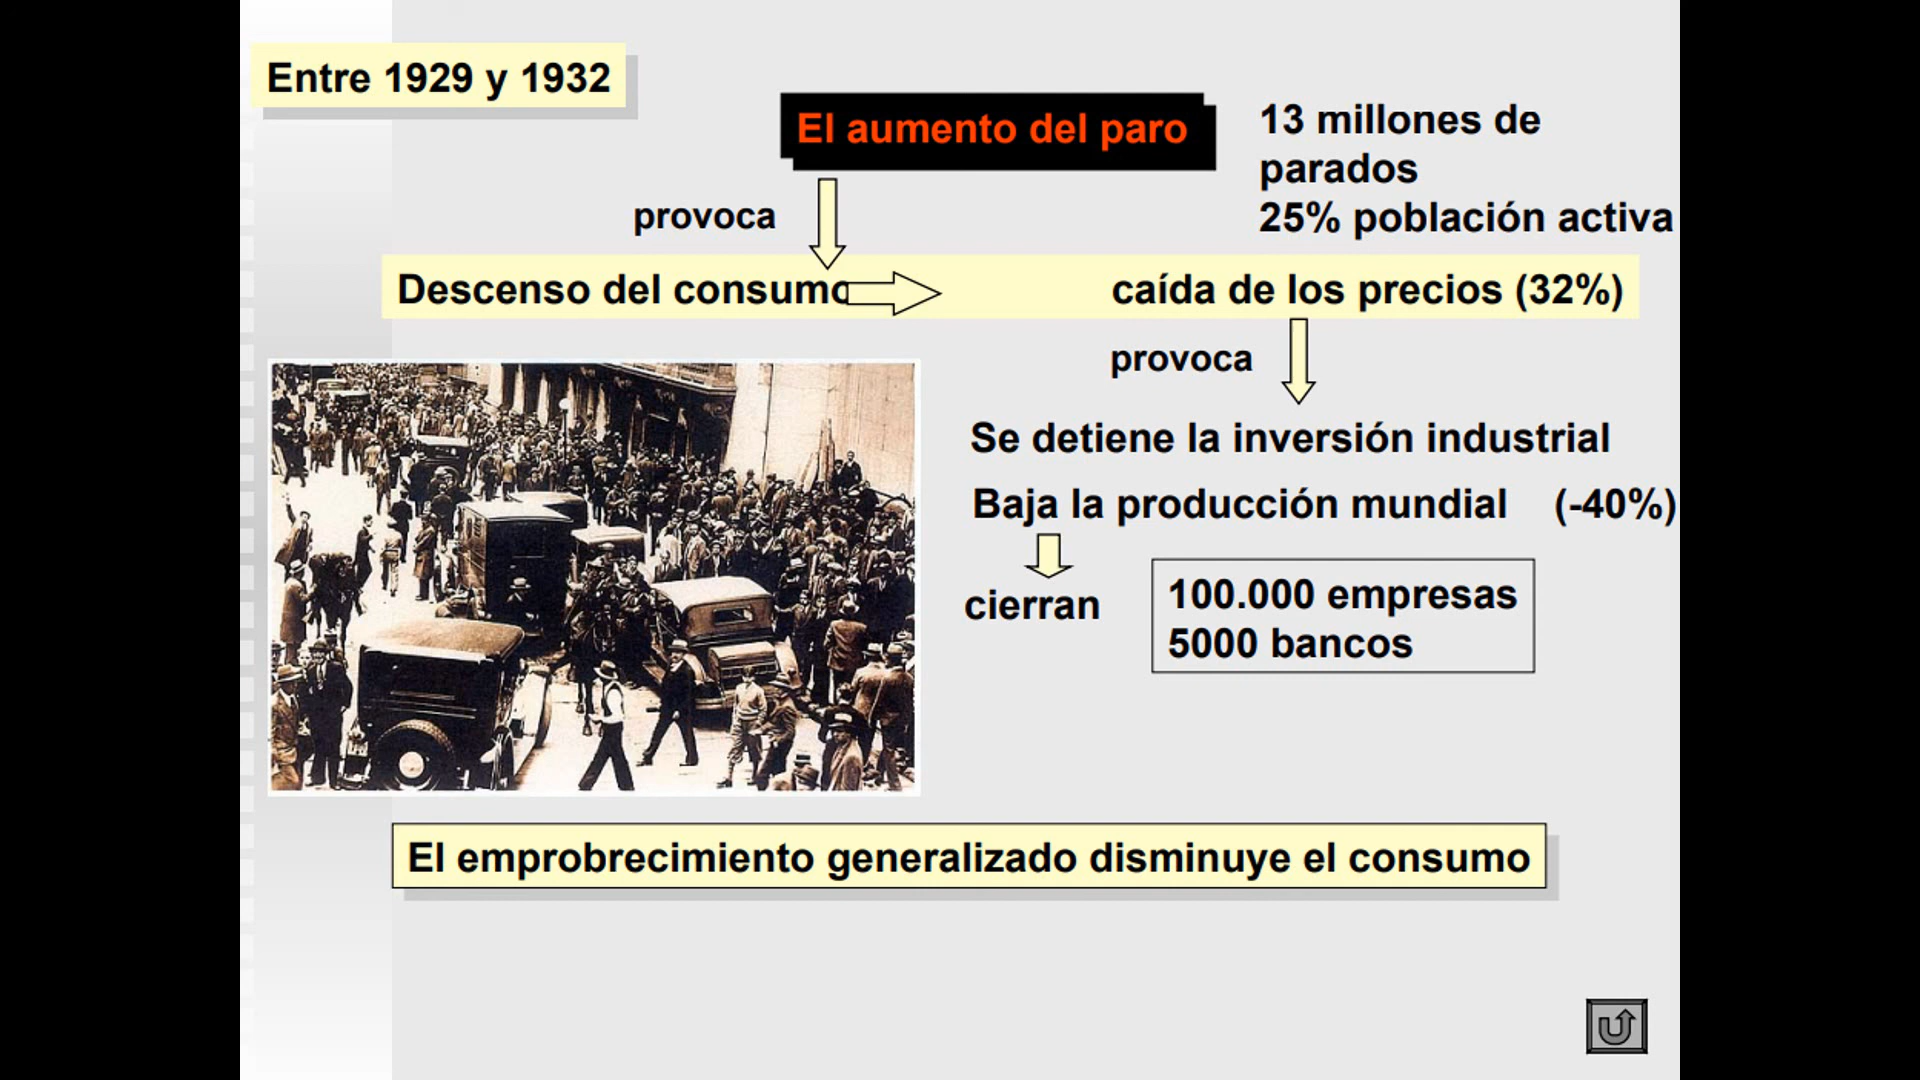 Entre 1929 y 1932
El aumento del paro
13 millones de
parados
25% población activa
provoca
Descenso del consumo
caída de los precios (32%)
provoca
Se detiene la inversión industrial
Baja la producción mundial (-40%)
cierran
100.000 empresas
5000 bancos
El emprobrecimiento generalizado disminuye el consumo